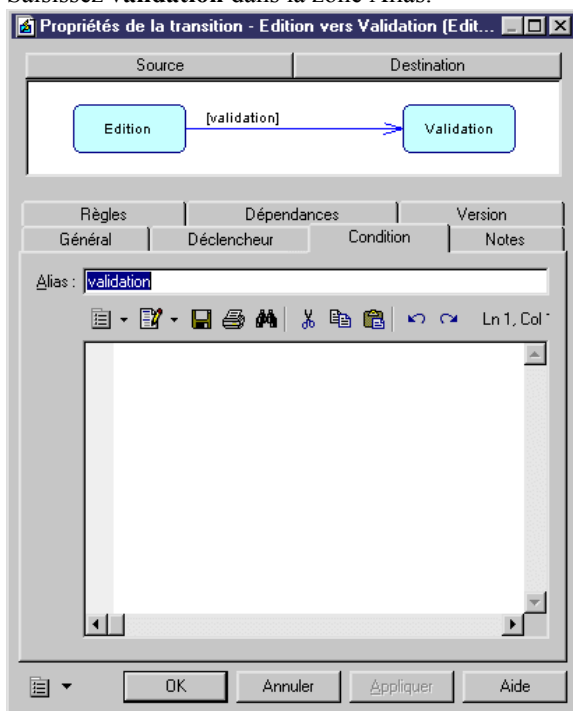 Saisissez validation dans la zone Alias.
Propriétés de la transition - Edition vers Validation (Edit...
Source Destination
Edition [validation] Validation
Règles Dépendances Version
Général Déclencheur Condition Notes
Alias : validation
Ln 1, Col
OK Annuler Appliquer Aide